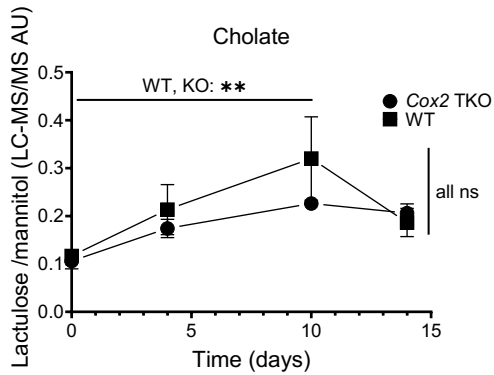 Cholate
Lactulose /mannitol (LC-MS/MS AU)
0.5
0.4
0.3
0.2
0.1
0.0
WT, KO: **
Cox2 TKO
WT
all ns
0
5
10
15
Time (days)